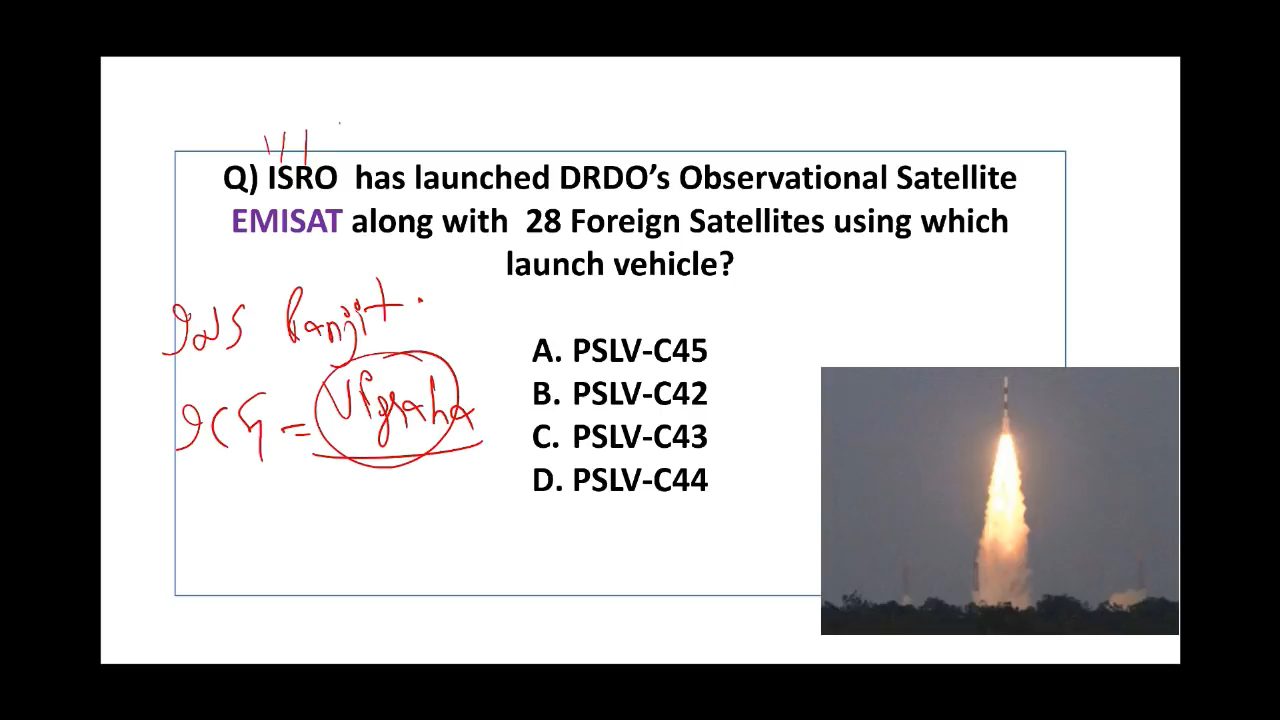 Q) ISRO has launched DRDO's Observational Satellite
EMISAT along with 28 Foreign Satellites using which
launch vehicle?
INS Ranjit.
ICG = Vigraha
A. PSLV-C45
B. PSLV-C42
C. PSLV-C43
D. PSLV-C44